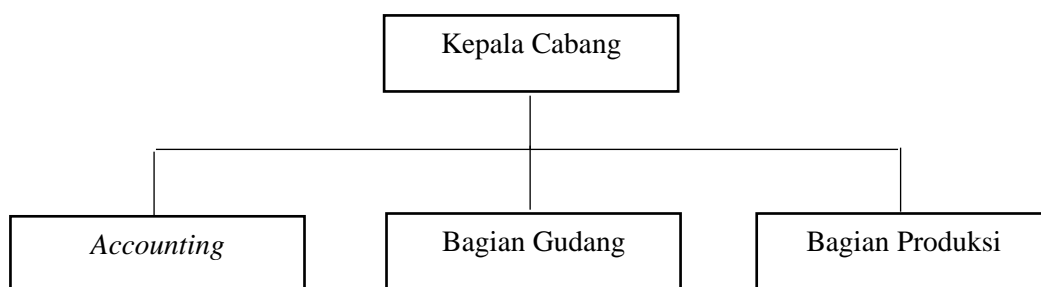 Kepala Cabang
Accounting
Bagian Gudang
Bagian Produksi